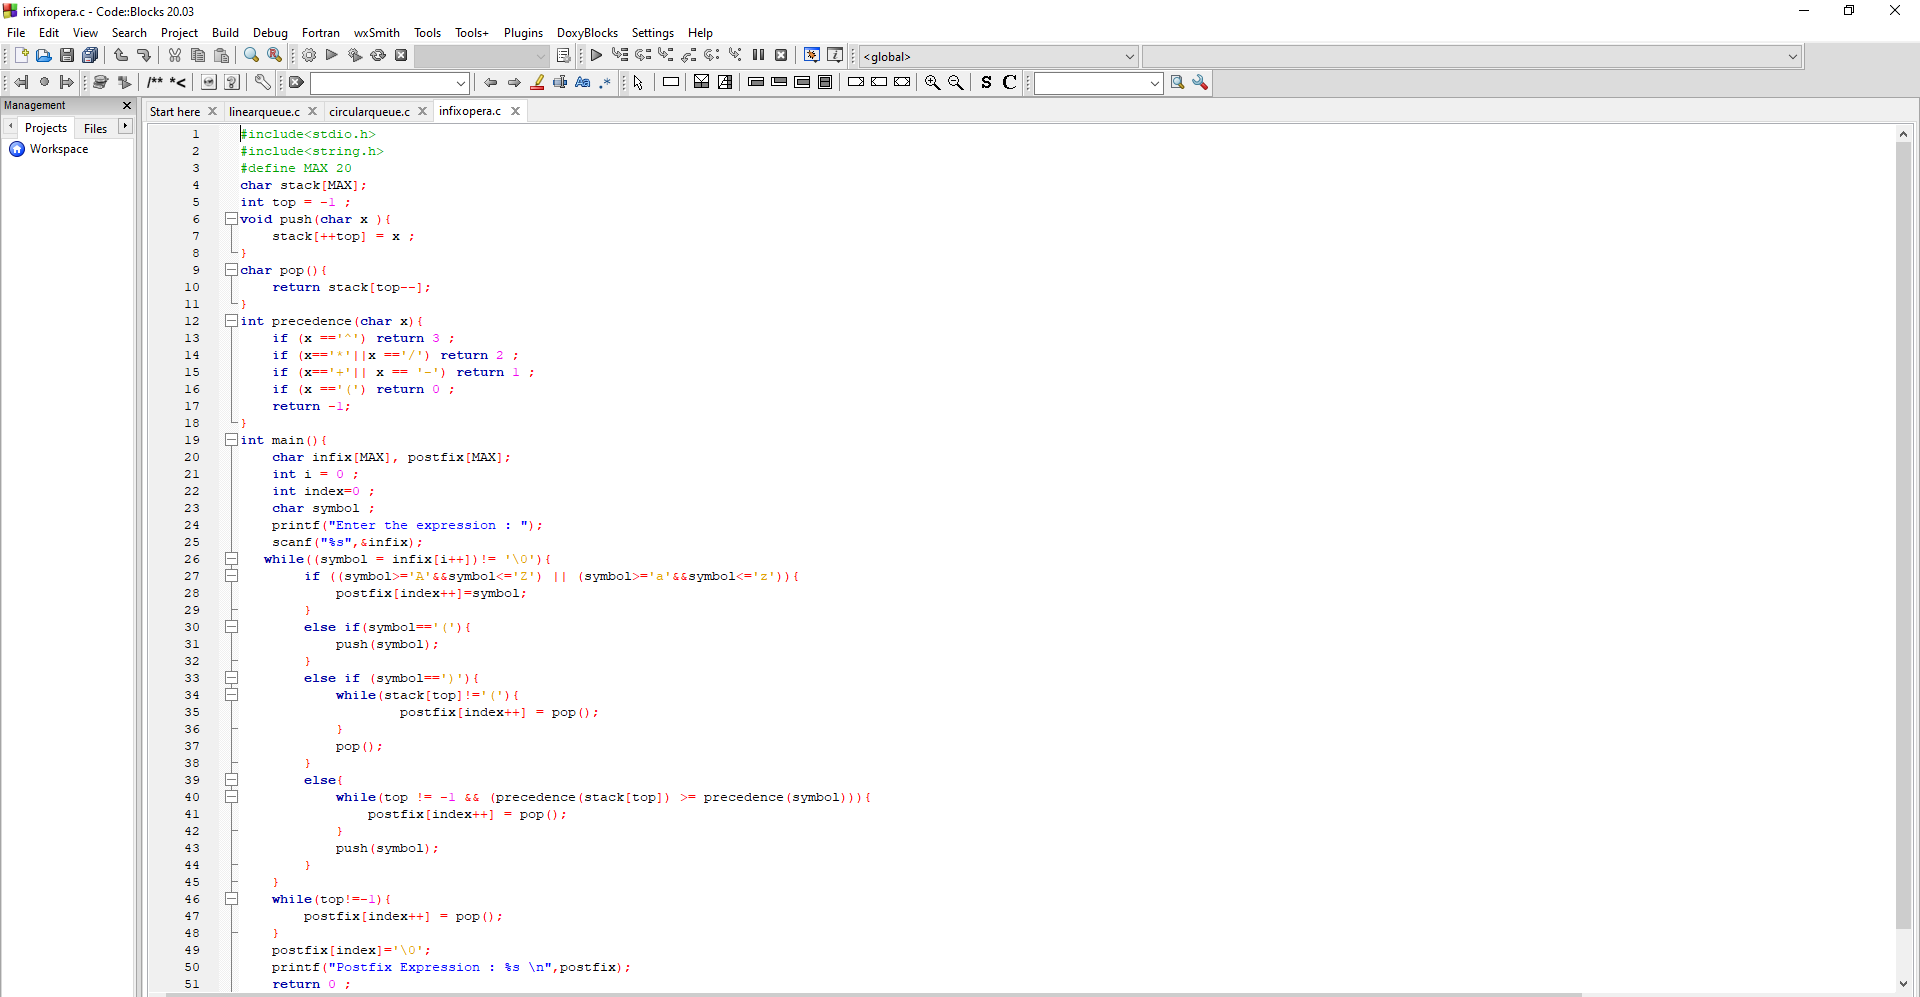 infixopera.c - Code::Blocks 20.03
File Edit View Search Project Build Debug Fortran wxSmith Tools Tools+ Plugins DoxyBlocks Settings Help
<global>
/** *<
S C
Management
Start here linearqueue.c circularqueue.c infixopera.c
Projects Files
Workspace
1 #include<stdio.h>
2 #include<string.h>
3 #define MAX 20
4 char stack[MAX];
5 int top = -1 ;
6 void push(char x ){
7 stack[++top] = x ;
8 }
9 char pop(){
10 return stack[top--];
11 }
12 int precedence(char x){
13 if (x =='^') return 3 ;
14 if (x=='*'||x =='/') return 2 ;
15 if (x=='+'|| x == '-') return 1 ;
16 if (x =='(') return 0 ;
17 return -1;
18 }
19 int main(){
20 char infix[MAX], postfix[MAX];
21 int i = 0 ;
22 int index=0 ;
23 char symbol ;
24 printf("Enter the expression : ");
25 scanf("%s",&infix);
26 while((symbol = infix[i++])!= '\0'){
27 if ((symbol>='A'&&symbol<='Z') || (symbol>='a'&&symbol<='z')){
28 postfix[index++]=symbol;
29 }
30 else if(symbol=='('){
31 push(symbol);
32 }
33 else if (symbol==')'){
34 while(stack[top]!='('){
35 postfix[index++] = pop();
36 }
37 pop();
38 }
39 else{
40 while(top != -1 && (precedence(stack[top]) >= precedence(symbol))){
41 postfix[index++] = pop();
42 }
43 push(symbol);
44 }
45 }
46 while(top!=-1){
47 postfix[index++] = pop();
48 }
49 postfix[index]='\0';
50 printf("Postfix Expression : %s \n",postfix);
51 return 0 ;